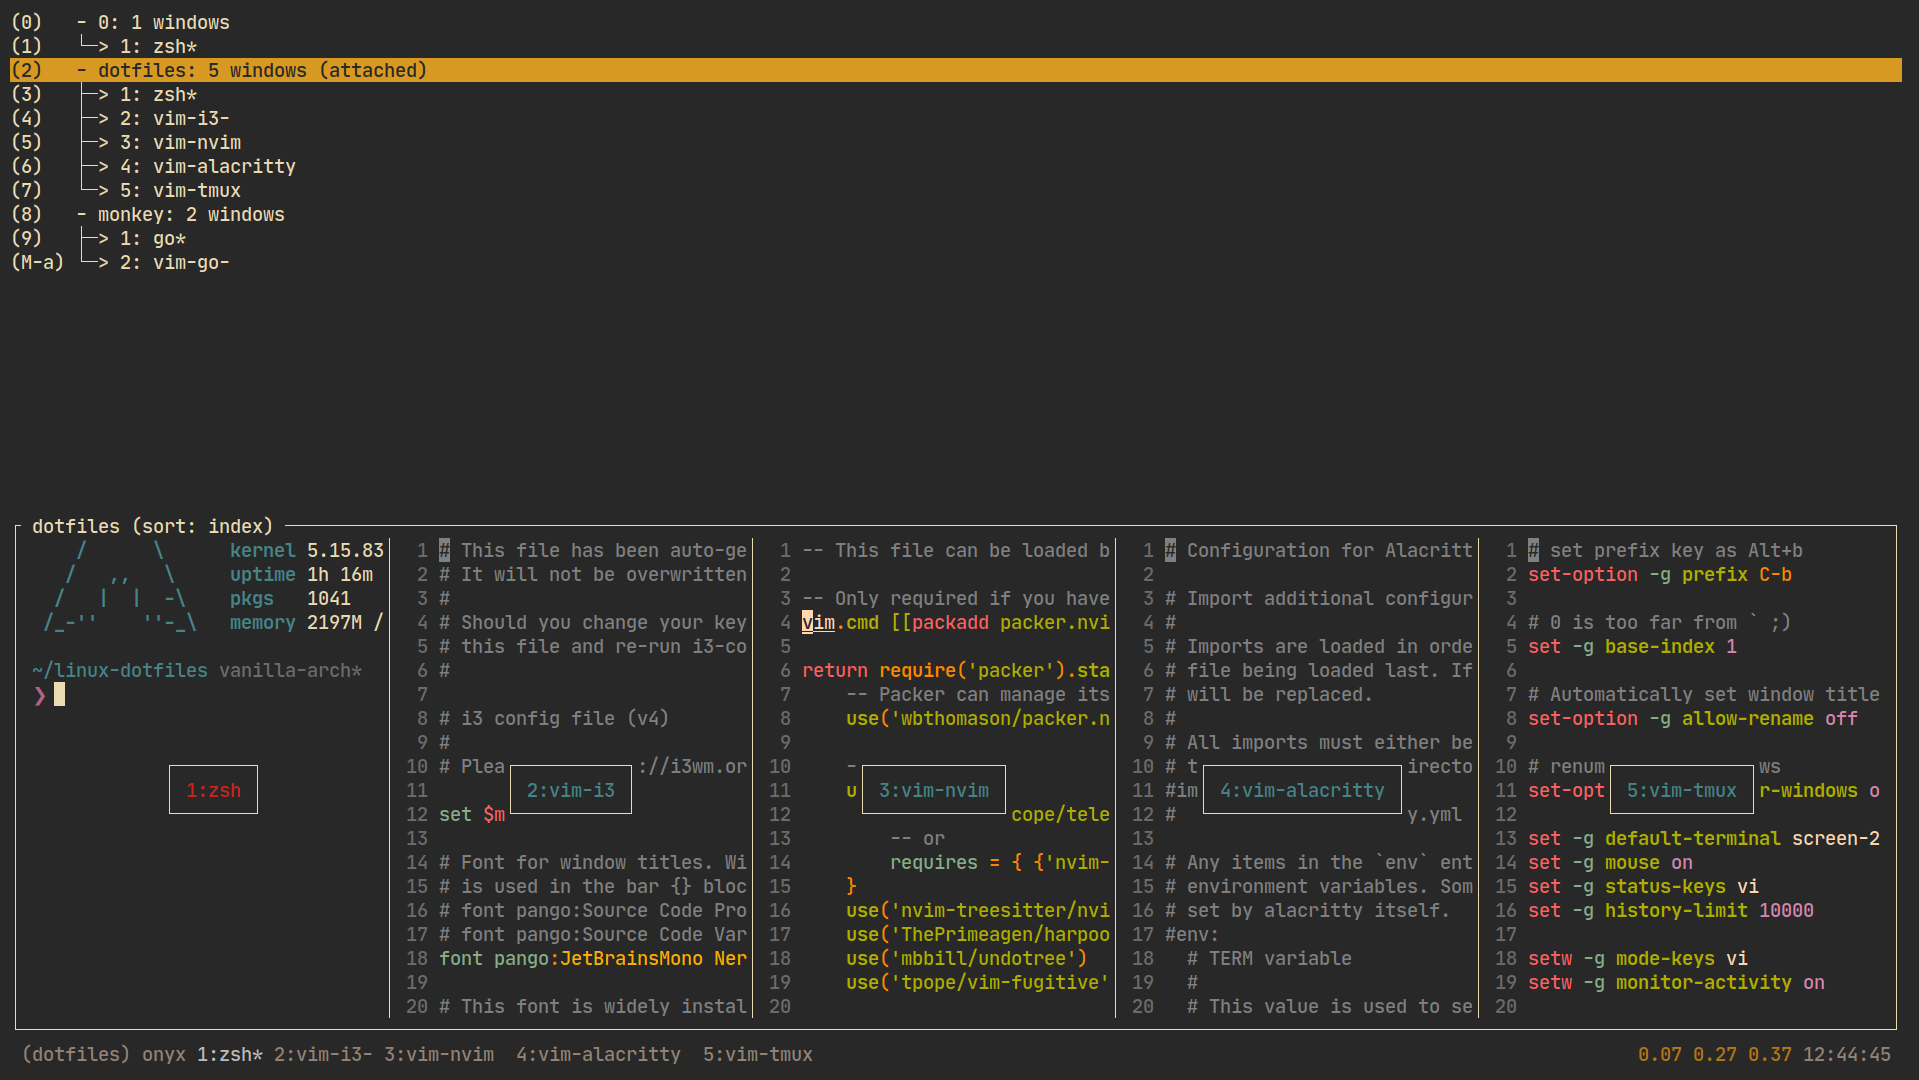 (0)   - 0: 1 windows
(1)   └─> 1: zsh*
(2)   - dotfiles: 5 windows (attached)
(3)   ├─> 1: zsh*
(4)   ├─> 2: vim-i3-
(5)   ├─> 3: vim-nvim
(6)   ├─> 4: vim-alacritty
(7)   └─> 5: vim-tmux
(8)   - monkey: 2 windows
(9)   ├─> 1: go*
(M-a) └─> 2: vim-go-
dotfiles (sort: index)
/      \      kernel 5.15.83
/   ,,   \     uptime 1h 16m
/   |  |  -\    pkgs   1041
/_-''    ''-_\   memory 2197M /
~/linux-dotfiles vanilla-arch*
❯
1:zsh
1 # This file has been auto-ge
2 # It will not be overwritten
3 #
4 # Should you change your key
5 # this file and re-run i3-co
6 #
7
8 # i3 config file (v4)
9 #
10 # Plea ://i3wm.or
11
12 set $m
13
14 # Font for window titles. Wi
15 # is used in the bar {} bloc
16 # font pango:Source Code Pro
17 # font pango:Source Code Var
18 font pango:JetBrainsMono Ner
19
20 # This font is widely instal
2:vim-i3
1 -- This file can be loaded b
2
3 -- Only required if you have
4 vim.cmd [[packadd packer.nvi
5
6 return require('packer').sta
7     -- Packer can manage its
8     use('wbthomason/packer.n
9
10     -
11     u
12 cope/tele
13         -- or
14         requires = { {'nvim-
15     }
16     use('nvim-treesitter/nvi
17     use('ThePrimeagen/harpoo
18     use('mbbill/undotree')
19     use('tpope/vim-fugitive'
20
3:vim-nvim
1 # Configuration for Alacritt
2
3 # Import additional configur
4 #
5 # Imports are loaded in orde
6 # file being loaded last. If
7 # will be replaced.
8 #
9 # All imports must either be
10 # t irecto
11 #im
12 # y.yml
13
14 # Any items in the `env` ent
15 # environment variables. Som
16 # set by alacritty itself.
17 #env:
18   # TERM variable
19   #
20   # This value is used to se
4:vim-alacritty
1 # set prefix key as Alt+b
2 set-option -g prefix C-b
3
4 # 0 is too far from ` ;)
5 set -g base-index 1
6
7 # Automatically set window title
8 set-option -g allow-rename off
9
10 # renum ws
11 set-opt r-windows o
12
13 set -g default-terminal screen-2
14 set -g mouse on
15 set -g status-keys vi
16 set -g history-limit 10000
17
18 setw -g mode-keys vi
19 setw -g monitor-activity on
20
5:vim-tmux
(dotfiles) onyx 1:zsh* 2:vim-i3- 3:vim-nvim  4:vim-alacritty  5:vim-tmux 0.07 0.27 0.37 12:44:45